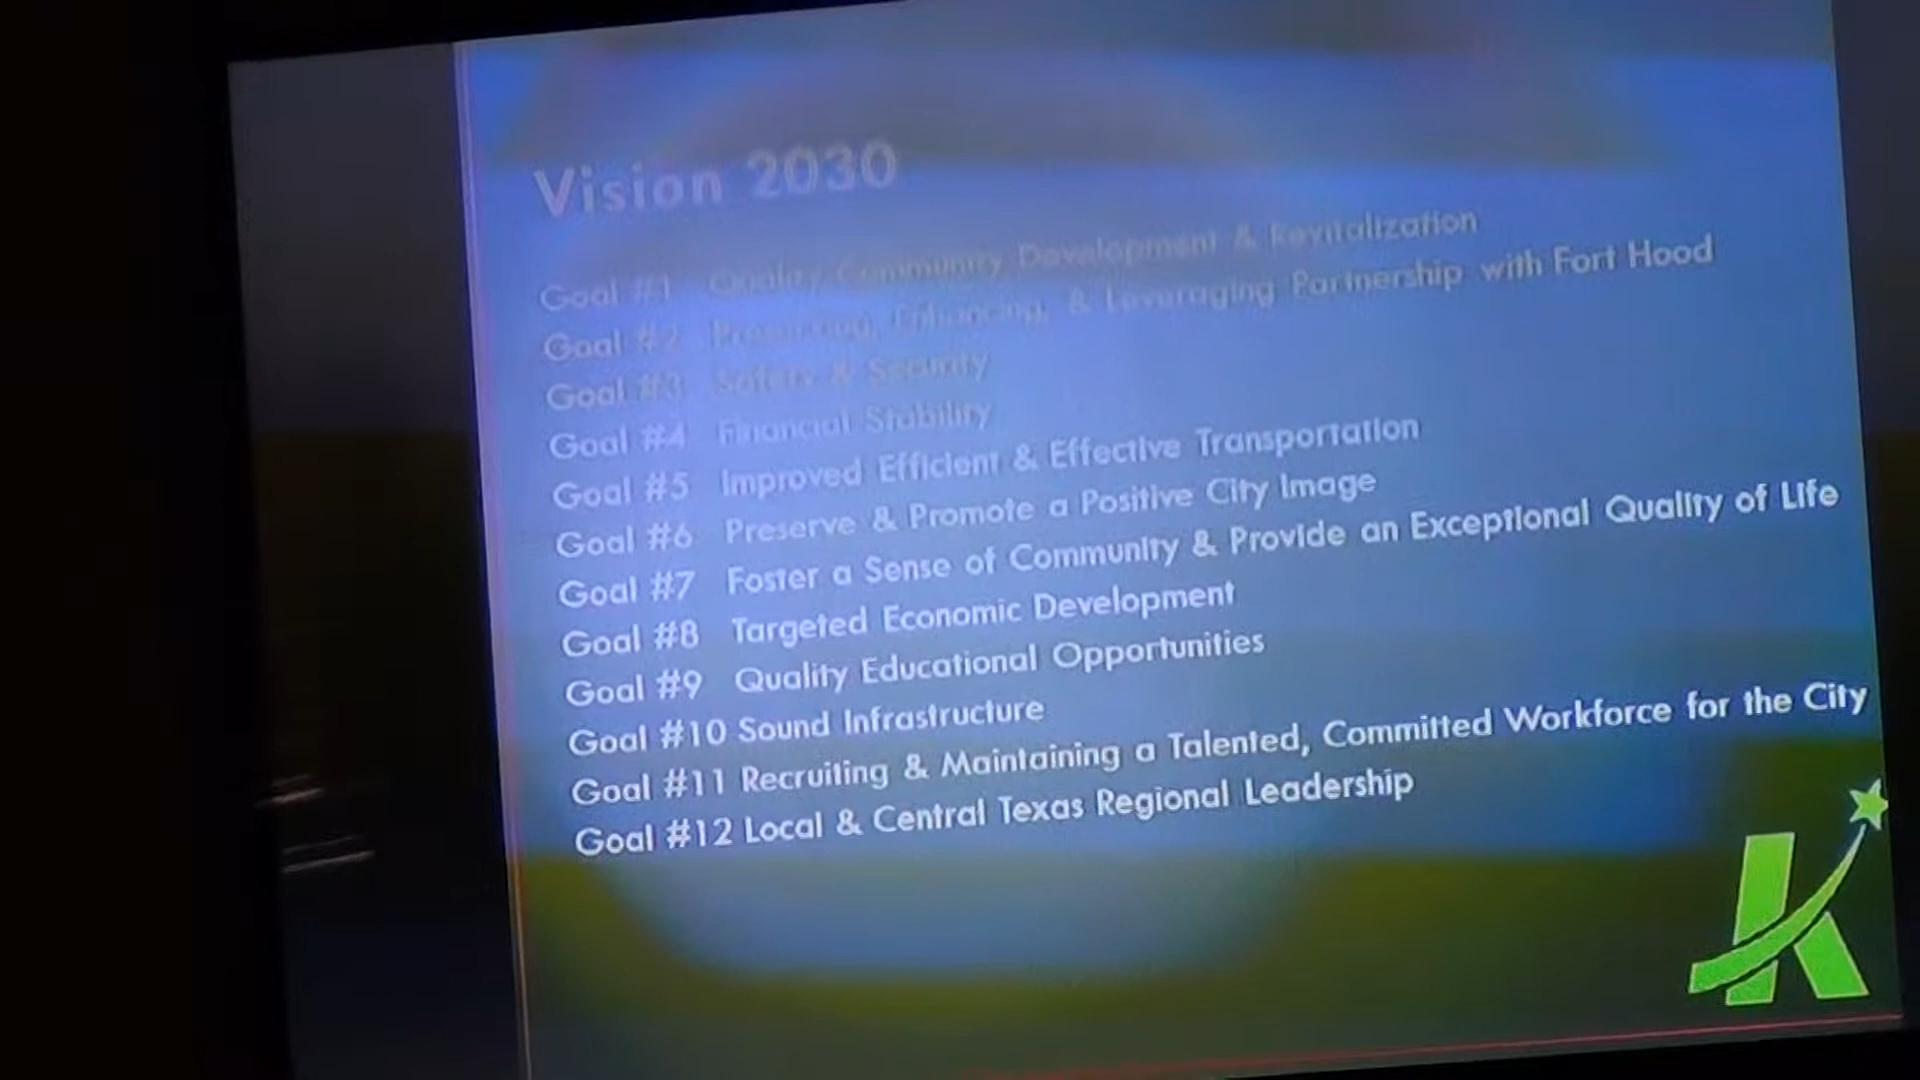 Vision 2030
Goal #1 Quality Community Development & Revitalization
Goal #2 Preserving, Enhancing, & Leveraging Partnership with Fort Hood
Goal #3 Safety & Security
Goal #4 Financial Stability
Goal #5 Improved Efficient & Effective Transportation
Goal #6 Preserve & Promote a Positive City Image
Goal #7 Foster a Sense of Community & Provide an Exceptional Quality of Life
Goal #8 Targeted Economic Development
Goal #9 Quality Educational Opportunities
Goal #10 Sound Infrastructure
Goal #11 Recruiting & Maintaining a Talented, Committed Workforce for the City
Goal #12 Local & Central Texas Regional Leadership
K